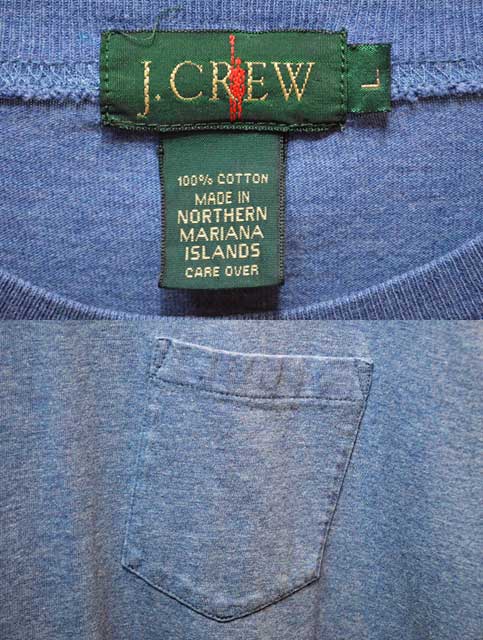 J.CREW
L
100% COTTON
MADE IN
NORTHERN
MARIANA
ISLANDS
CARE OVER